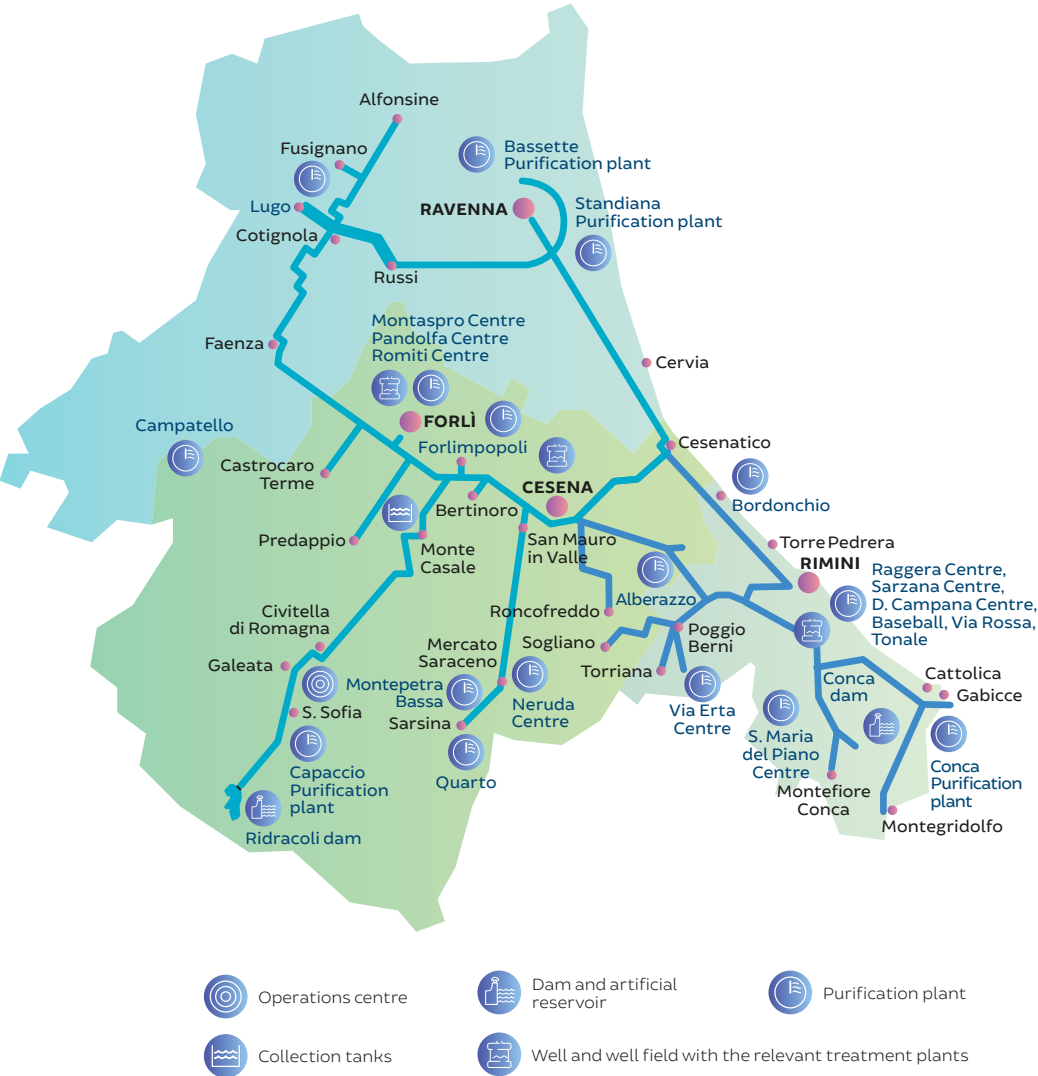 Alfonsine
Fusignano
Bassette
Purification plant
Lugo
RAVENNA
Standiana
Purification plant
Cotignola
Russi
Montaspro Centre
Pandolfa Centre
Romiti Centre
Faenza
Cervia
Campatello
FORLÌ
Forlimpopoli
Cesenatico
Castrocaro
Terme
CESENA
Bertinoro
Bordonchio
Predappio
Monte
Casale
San Mauro
in Valle
Torre Pedrera
RIMINI
Raggera Centre,
Sarzana Centre,
D. Campana Centre,
Baseball, Via Rossa,
Tonale
Alberazzo
Roncofreddo
Civitella
di Romagna
Sogliano
Poggio
Berni
Mercato
Saraceno
Galeata
Torriana
Conca
dam
Cattolica
Gabicce
Montepetra
Bassa
Neruda
Centre
Via Erta
Centre
S. Sofia
Sarsina
S. Maria
del Piano
Centre
Capaccio
Purification
plant
Quarto
Conca
Purification
plant
Montefiore
Conca
Montegridolfo
Ridracoli dam
Operations centre
Dam and artificial
reservoir
Purification plant
Collection tanks
Well and well field with the relevant treatment plants